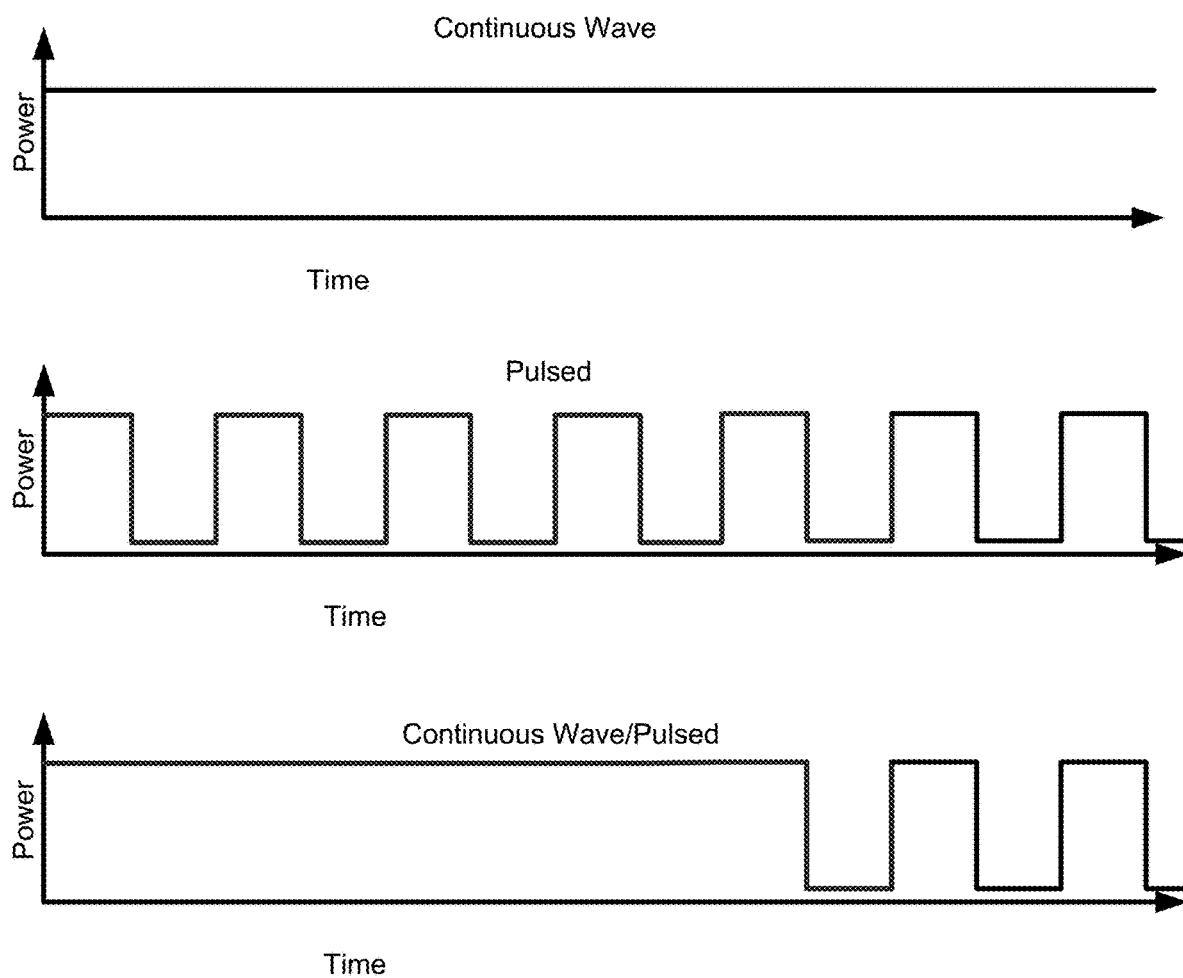 Continuous Wave
Power
Time
Pulsed
Power
Time
Continuous Wave/Pulsed
Power
Time